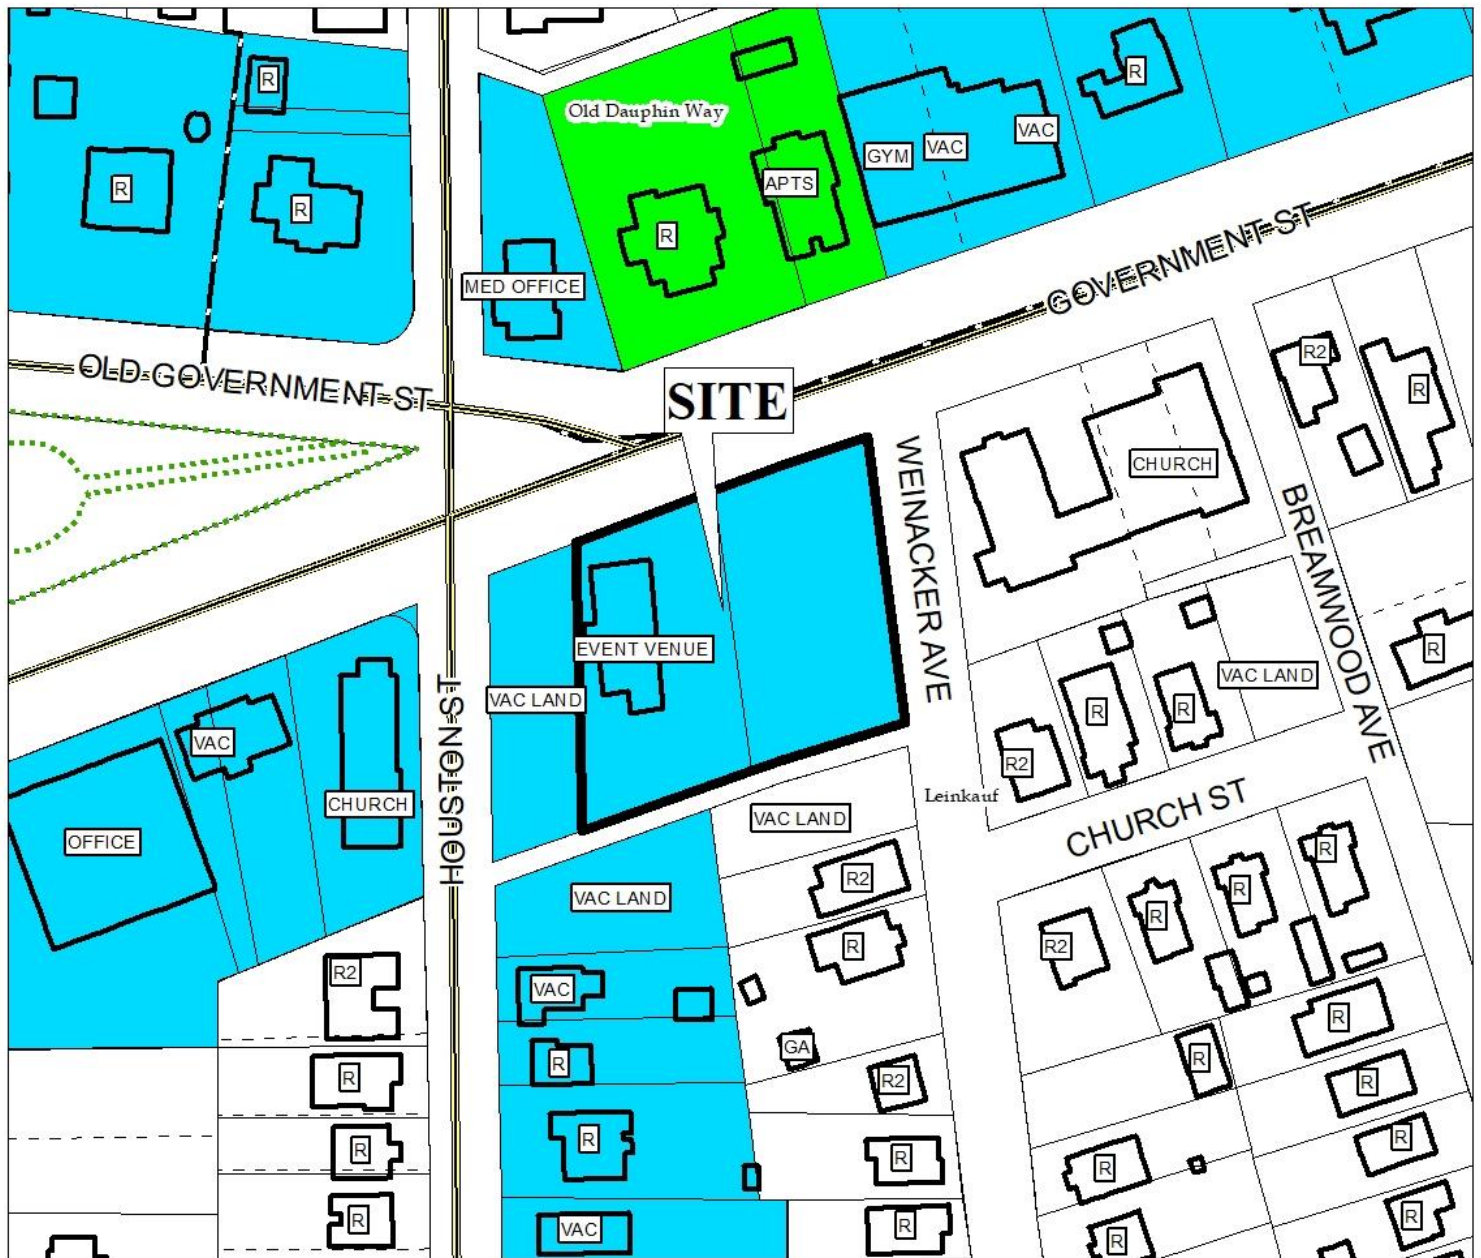 R
Old Dauphin Way
R
VAC
VAC
GYM
APTS
R
R
R
GOVERNMENT ST
MED OFFICE
R2
OLD GOVERNMENT ST
R
SITE
CHURCH
WEINACKER AVE
BREAMWOOD AVE
EVENT VENUE
R
VAC LAND
VAC LAND
HOUSTON ST
R
R
VAC
R2
Leinkauf
CHURCH
VAC LAND
CHURCH ST
OFFICE
R
R2
R
VAC LAND
R
R2
R
R2
VAC
R
GA
R
R
R
R2
R
R
R
R
R
R
R
R
VAC
R
R